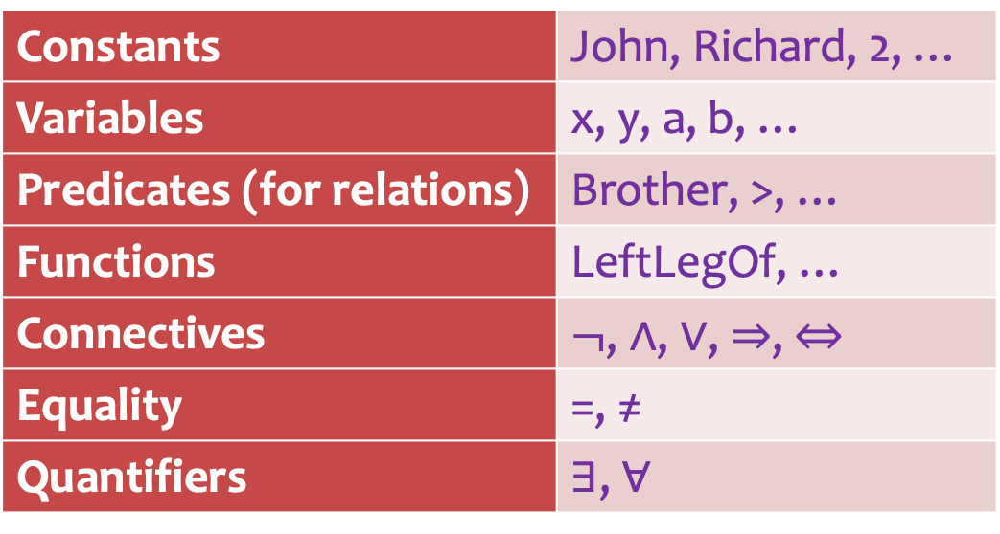 Constants John, Richard, 2, …
Variables x, y, a, b, …
Predicates (for relations) Brother, >, …
Functions LeftLegOf, …
Connectives ¬, ∧, ∨, ⇒, ⇔
Equality =, ≠
Quantifiers ∃, ∀